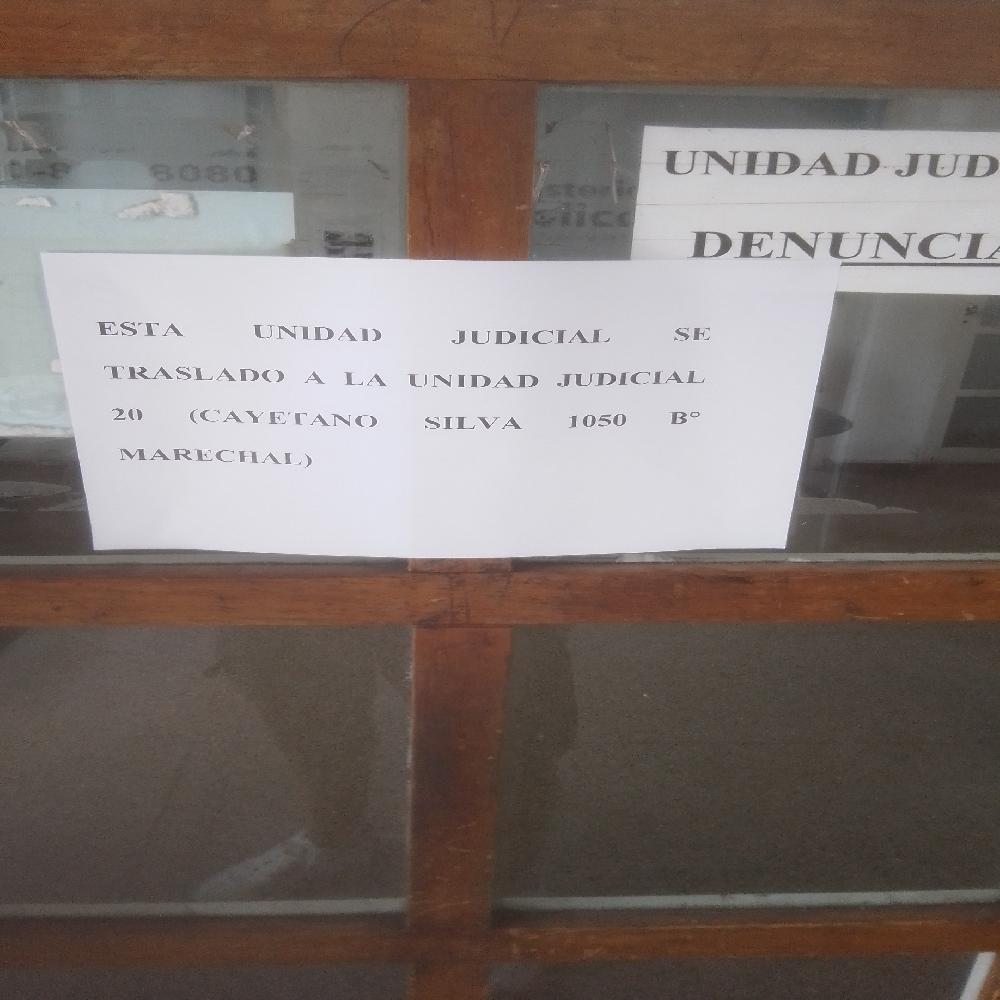 8080
UNIDAD JUD
DENUNCIA
ESTA UNIDAD JUDICIAL SE
TRASLADO A LA UNIDAD JUDICIAL
20 (CAYETANO SILVA 1050 B°
MARECHAL)